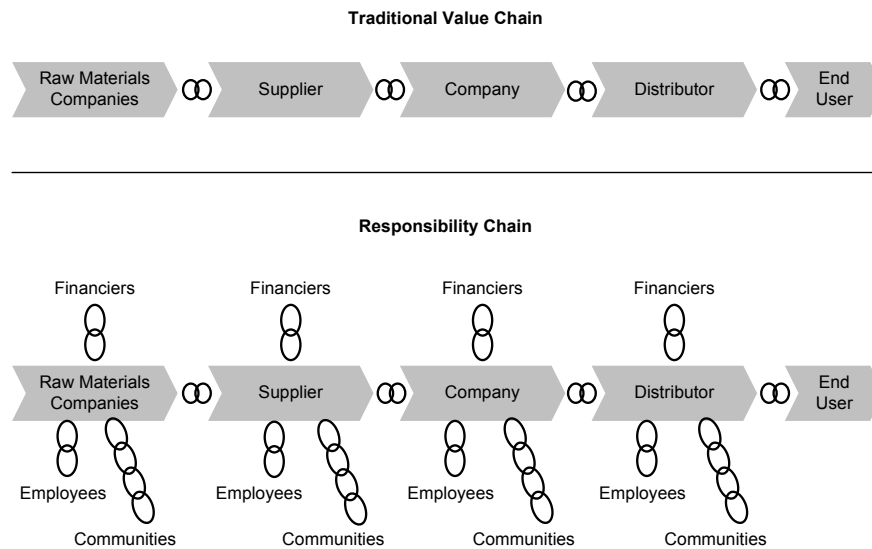 Traditional Value Chain
Raw Materials
Companies
Supplier
Company
Distributor
End
User
Responsibility Chain
Financiers
Financiers
Financiers
Financiers
Raw Materials
Companies
Supplier
Company
Distributor
End
User
Employees
Employees
Employees
Employees
Communities
Communities
Communities
Communities